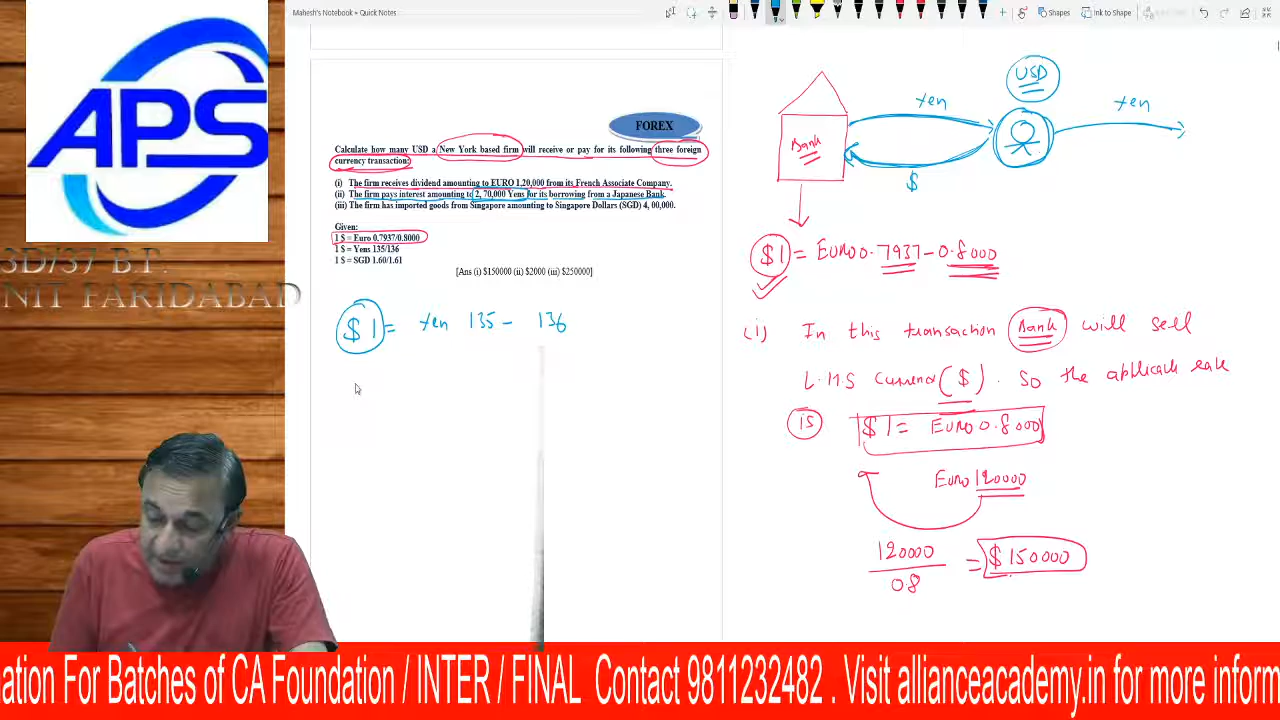 Mahesh's Notebook • Quick Notes
Shapes
Ink to Shape
APS
3D/37 B.P.
NIT FARIDABAD
FOREX
Calculate how many USD a New York based firm will receive or pay for its following three foreign
currency transaction:
(i) The firm receives dividend amounting to EURO 1,20,000 from its French Associate Company.
(ii) The firm pays interest amounting to 2, 70,000 Yens for its borrowing from a Japanese Bank.
(iii) The firm has imported goods from Singapore amounting to Singapore Dollars (SGD) 4, 00,000.
Given:
1 $ = Euro 0.7937/0.8000
1 $ = Yens 135/136
1 $ = SGD 1.60/1.61
[Ans (i) $150000 (ii) $2000 (iii) $250000]
$ 1 = Yen 135 - 136
USD
Yen
Yen
Bank
$
$1 = EURO 0.7937 - 0.8000
(i) In this transaction Bank will sell
L.H.S currency ($). So the applicable rate
is $1 = EURO 0.8000
Euro 120000
120000
0.8
= $150000
ation For Batches of CA Foundation / INTER / FINAL Contact 9811232482 . Visit allianceacademy.in for more inform